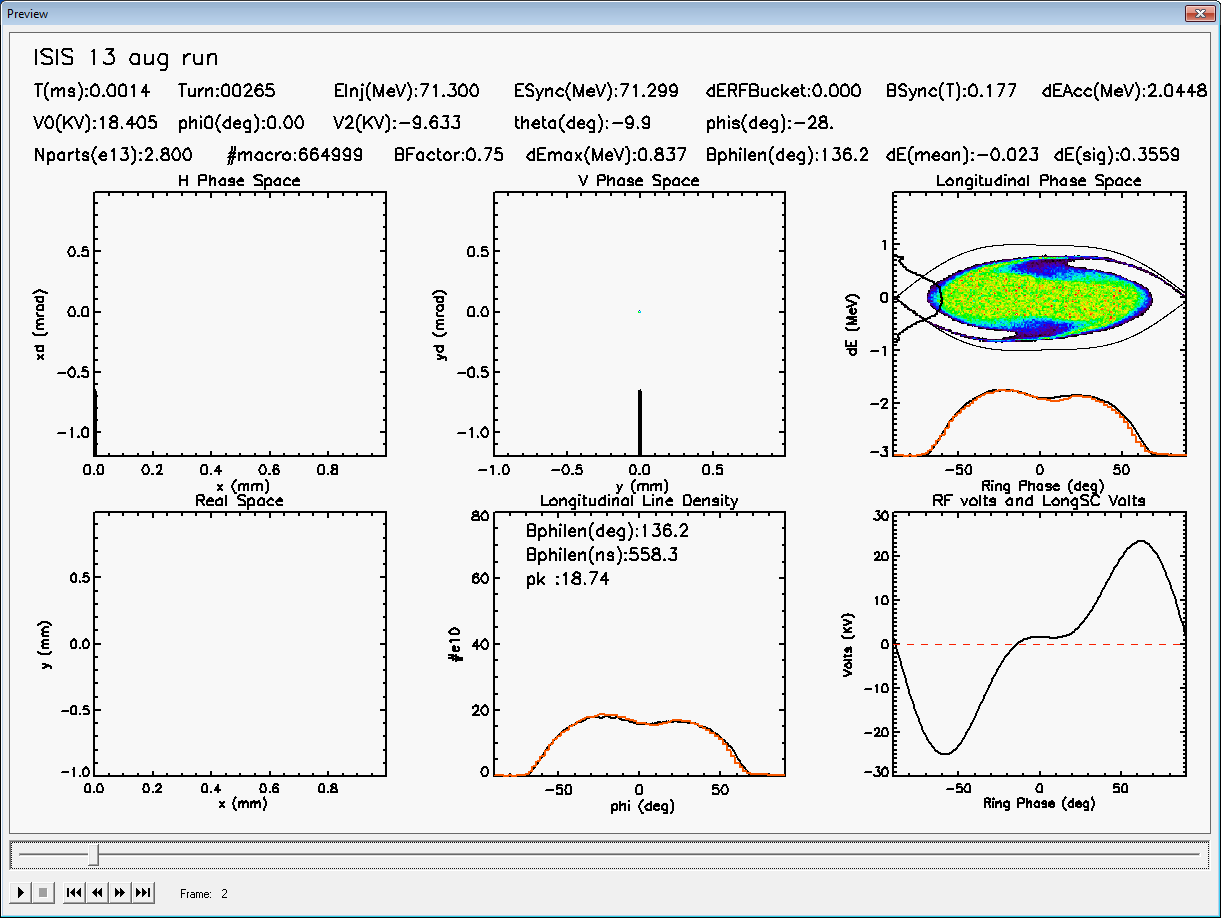 Preview
ISIS 13 aug run
T(ms):0.0014 Turn:00265 EInj(MeV):71.300 ESync(MeV):71.299 dERFBucket:0.000 BSync(T):0.177 dEAcc(MeV):2.0448
V0(KV):18.405 phi0(deg):0.00 V2(KV):-9.633 theta(deg):-9.9 phis(deg):-28.
Nparts(e13):2.800 #macro:664999 BFactor:0.75 dEmax(MeV):0.837 Bphilen(deg):136.2 dE(mean):-0.023 dE(sig):0.3559
H Phase Space
xd (mrad)
0.5
0.0
-0.5
-1.0
0.0 0.2 0.4 0.6 0.8
x (mm)
V Phase Space
yd (mrad)
0.5
0.0
-0.5
-1.0
-1.0 -0.5 0.0 0.5
y (mm)
Longitudinal Phase Space
dE (MeV)
1
0
-1
-2
-3
-50 0 50
Ring Phase (deg)
Real Space
y (mm)
0.5
0.0
-0.5
-1.0
0.0 0.2 0.4 0.6 0.8
x (mm)
Longitudinal Line Density
Bphilen(deg):136.2
Bphilen(ns):558.3
pk :18.74
#e10
80
60
40
20
0
-50 0 50
phi (deg)
RF volts and LongSC Volts
Volts (KV)
30
20
10
0
-10
-20
-30
-50 0 50
Ring Phase (deg)
Frame: 2